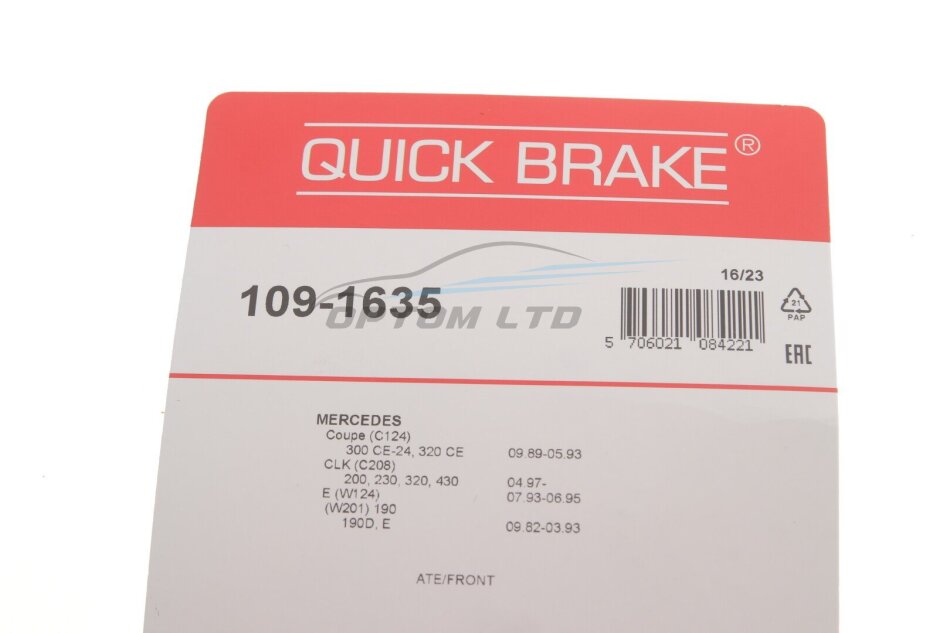 QUICK BRAKE®
109-1635
OPTOM LTD
16/23
5 706021 084221
21
PAP
EAC
MERCEDES
Coupe (C124)
300 CE-24, 320 CE 09.89-05.93
CLK (C208)
200, 230, 320, 430 04.97-
E (W124) 07.93-06.95
(W201) 190
190D, E 09.82-03.93
ATE/FRONT